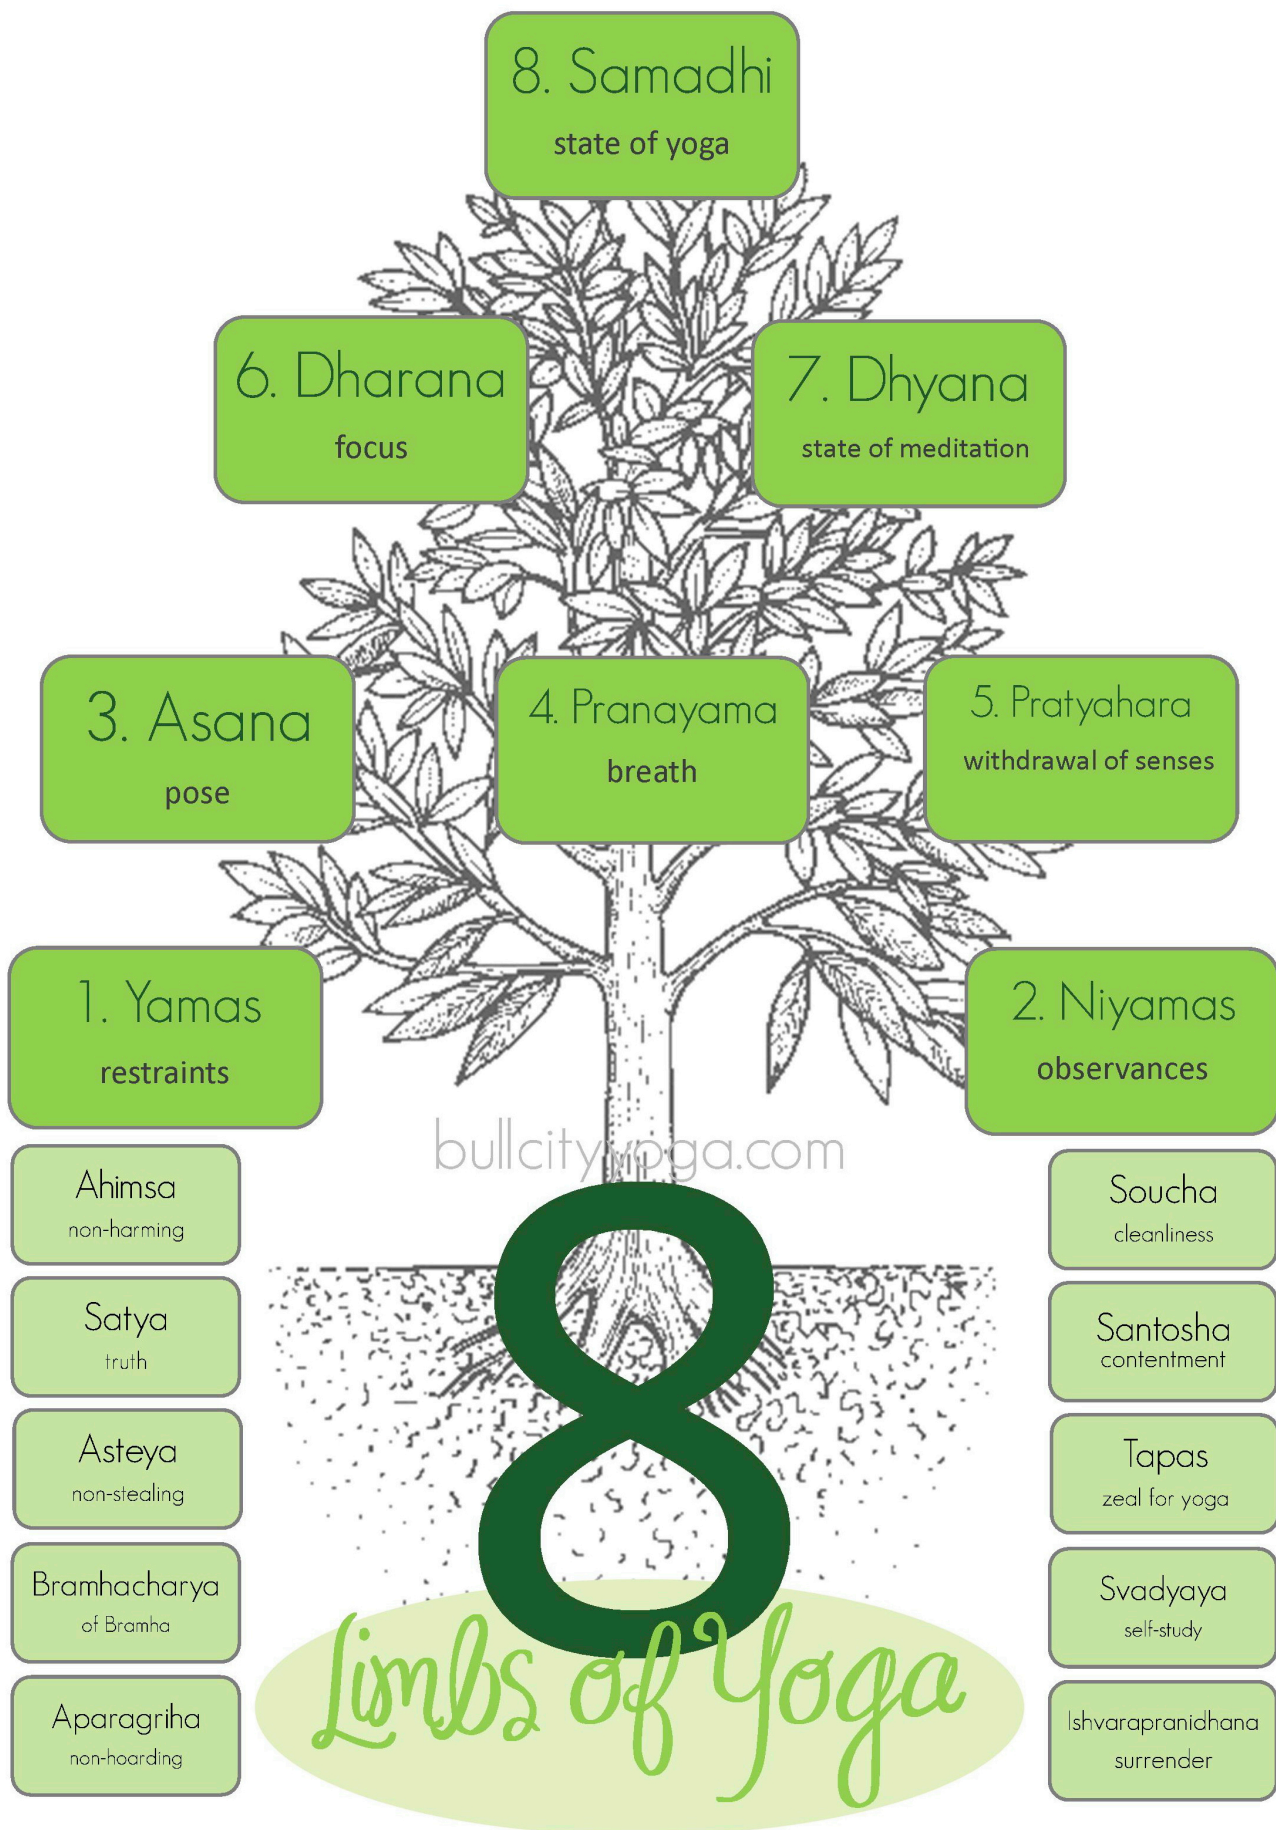 8. Samadhi
state of yoga
6. Dharana
focus
7. Dhyana
state of meditation
3. Asana
pose
4. Pranayama
breath
5. Pratyahara
withdrawal of senses
1. Yamas
restraints
2. Niyamas
observances
bullcityyoga.com
Ahimsa
non-harming
Satya
truth
Asteya
non-stealing
Bramhacharya
of Bramha
Aparagriha
non-hoarding
Soucha
cleanliness
Santosha
contentment
Tapas
zeal for yoga
Svadyaya
self-study
Ishvarapranidhana
surrender
8
Limbs of Yoga